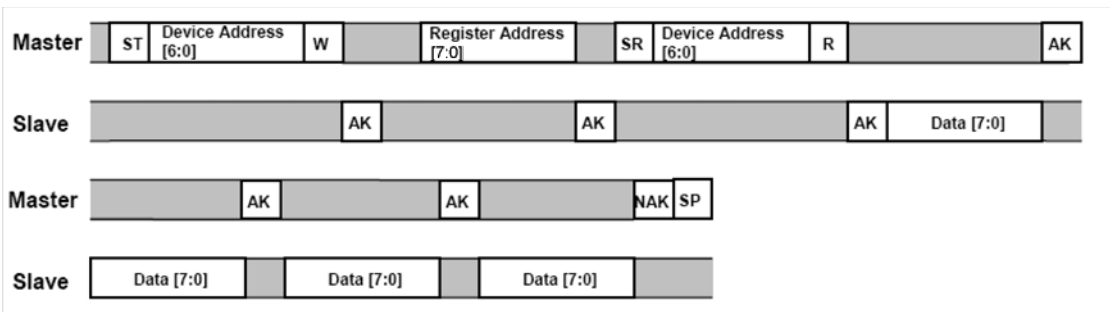 Master ST Device Address W Register Address SR Device Address R AK
[6:0] [7:0] [6:0]
Slave AK AK AK Data [7:0]
Master AK AK NAK SP
Slave Data [7:0] Data [7:0] Data [7:0]